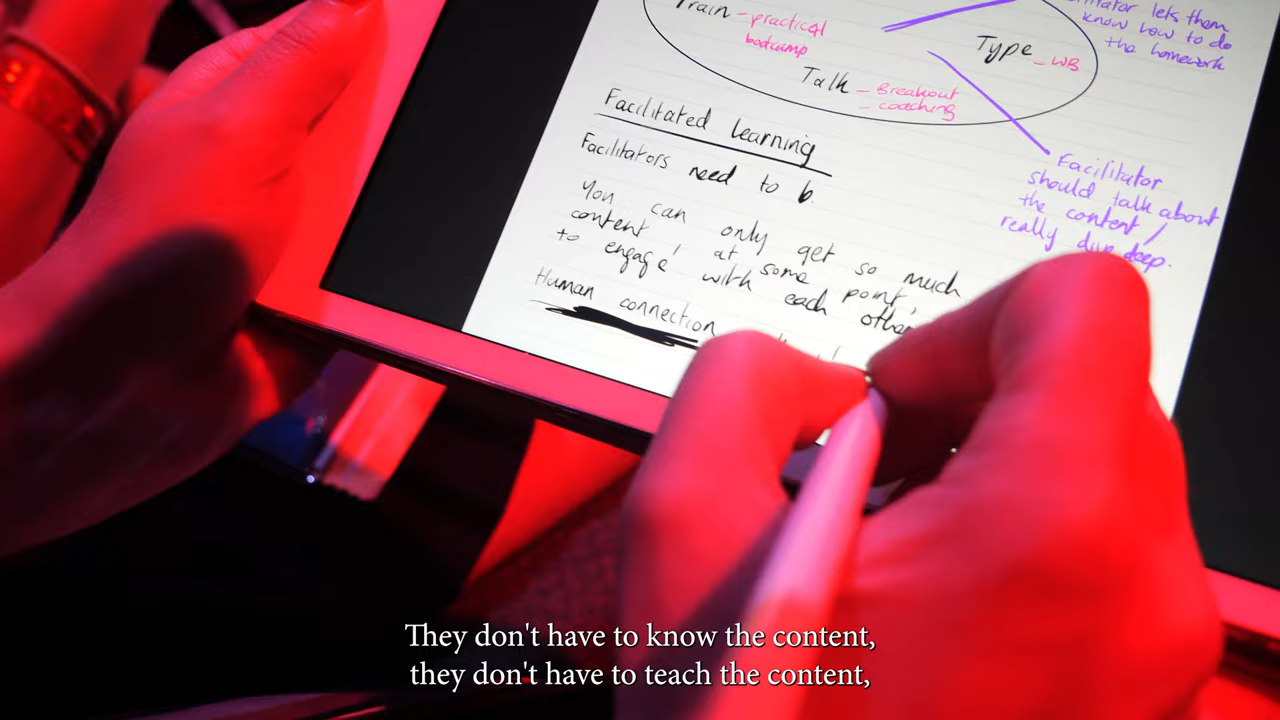 Train - practical
bootcamp
Talk - Breakout
- coaching
Type - WB
lets them
know how to do
the homework
Facilitated learning
Facilitators need to b
You can only get so much
content, at some point,
to engage with each other
Human connection
Facilitator
should talk about
the content /
really dive deep.
They don't have to know the content,
they don't have to teach the content,